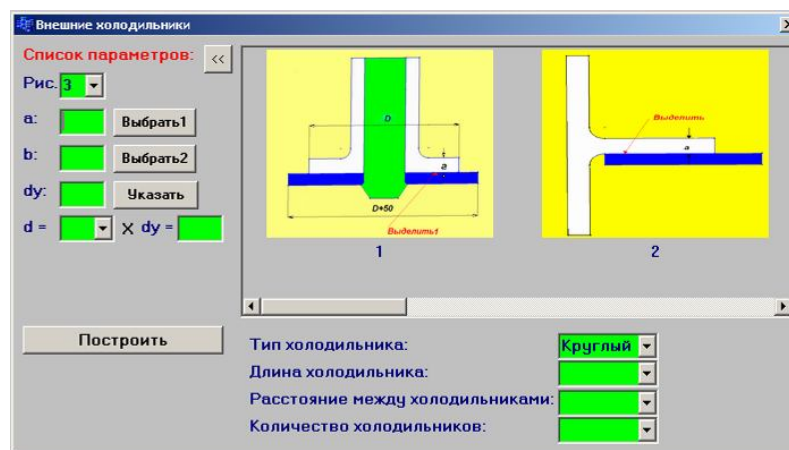 Внешние холодильники
Список параметров: <<
Рис. 3
a: Выбрать1
b: Выбрать2
dy: Указать
d = X dy =
D
a
D+50
Выделить1
1
Выделить
a
2
Построить
Тип холодильника: Круглый
Длина холодильника:
Расстояние между холодильниками:
Количество холодильников: